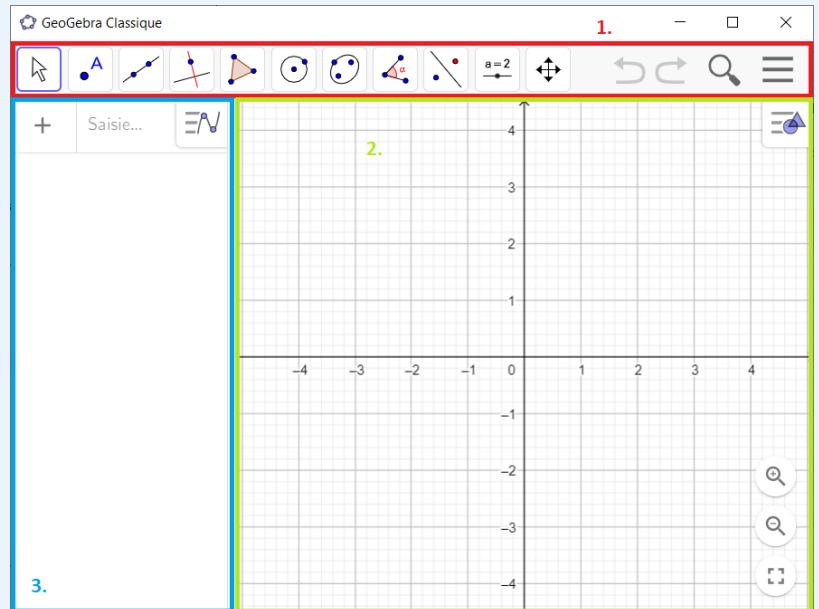 GeoGebra Classique
1.
A
α
a=2
Saisie...
2.
4
3
2
1
–4 –3 –2 –1 0 1 2 3 4
–1
–2
–3
–4
3.